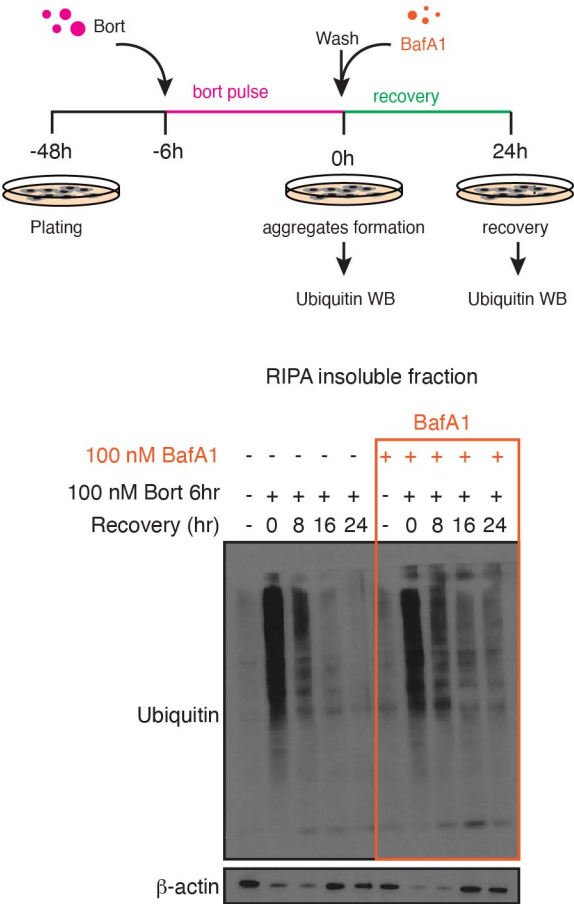 Bort
Wash
BafA1
bort pulse
recovery
-48h
-6h
0h
24h
Plating
aggregates formation
recovery
Ubiquitin WB
Ubiquitin WB
RIPA insoluble fraction
BafA1
100 nM BafA1 - - - - - + + + + +
100 nM Bort 6hr - + + + + - + + + +
Recovery (hr) - 0 8 16 24 - 0 8 16 24
Ubiquitin
β-actin